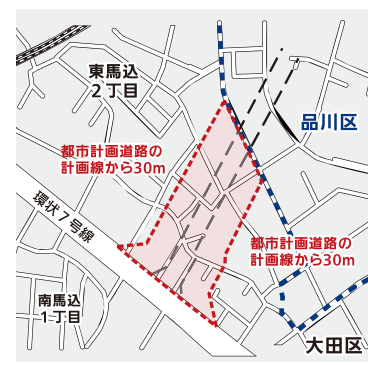 東馬込
2丁目
品川区
都市計画道路の
計画線から30m
環状7号線
都市計画道路の
計画線から30m
南馬込
1丁目
大田区